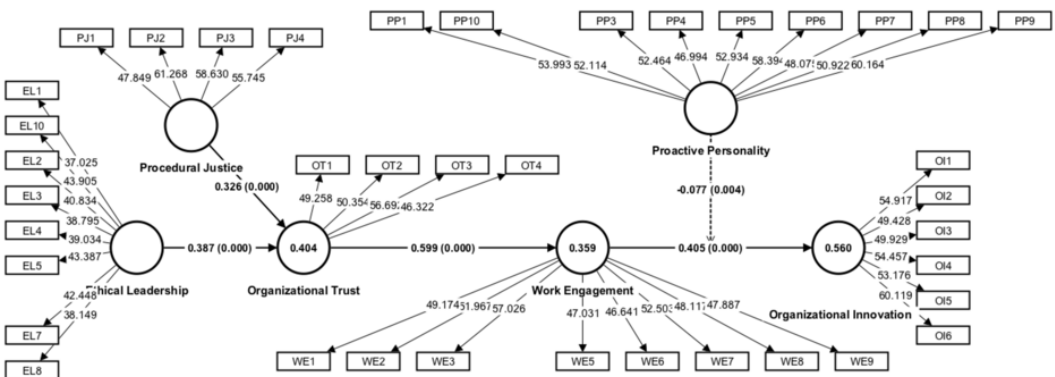 PP1
PP10
PP3
PP4
PP5
PP6
PP7
PP8
PP9
PJ1
PJ2
PJ3
PJ4
53.993
52.114
52.464
46.994
52.934
58.394
48.07
50.922
60.164
47.849
61.268
58.630
55.745
EL1
EL10
EL2
EL3
EL4
EL5
EL7
EL8
37.025
43.905
40.834
38.795
39.034
43.387
42.448
38.149
Procedural Justice
0.326 (0.000)
Proactive Personality
-0.077 (0.004)
OT1
OT2
OT3
OT4
49.258
50.354
56.692
46.322
Ethical Leadership
0.387 (0.000)
0.404
Organizational Trust
0.599 (0.000)
0.359
Work Engagement
0.405 (0.000)
0.560
Organizational Innovation
OI1
OI2
OI3
OI4
OI5
OI6
54.917
49.428
49.929
54.457
53.176
60.119
49.174
51.967
57.026
47.031
46.641
52.503
48.117
47.887
WE1
WE2
WE3
WE5
WE6
WE7
WE8
WE9